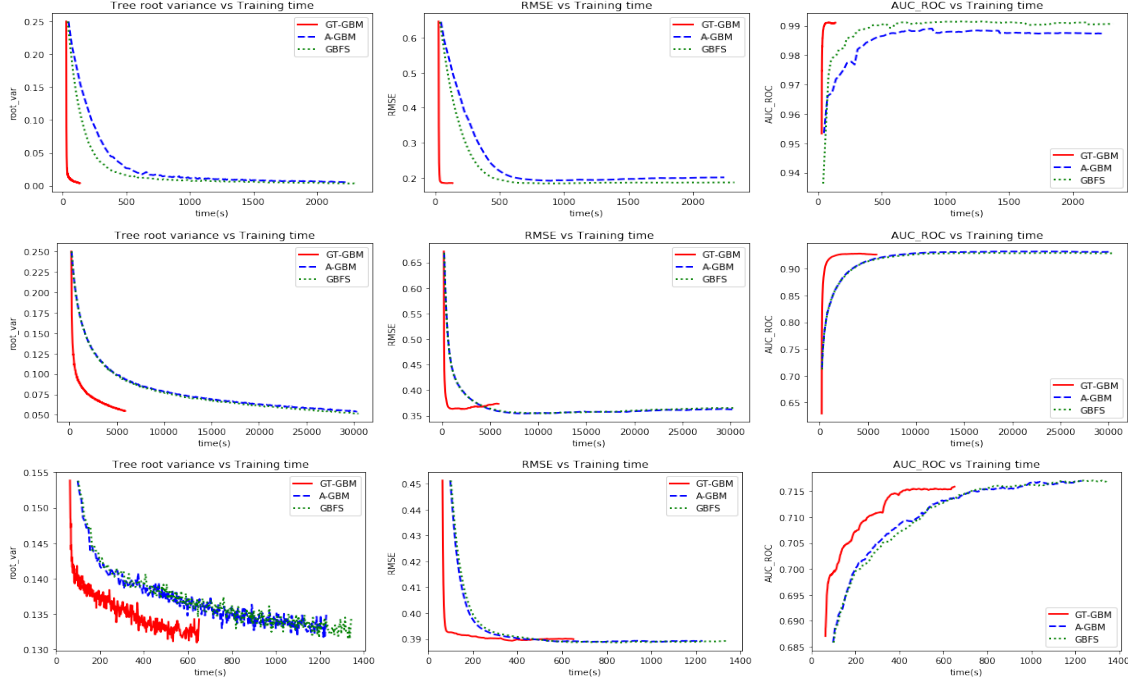 Tree root variance vs Training time
root_var
0.25
0.20
0.15
0.10
0.05
0.00
GT-GBM
A-GBM
GBFS
0
500
1000
1500
2000
time(s)
RMSE vs Training time
RMSE
0.6
0.5
0.4
0.3
0.2
GT-GBM
A-GBM
GBFS
0
500
1000
1500
2000
time(s)
AUC_ROC vs Training time
AUC_ROC
0.99
0.98
0.97
0.96
0.95
0.94
GT-GBM
A-GBM
GBFS
0
500
1000
1500
2000
time(s)
Tree root variance vs Training time
root_var
0.250
0.225
0.200
0.175
0.150
0.125
0.100
0.075
0.050
GT-GBM
A-GBM
GBFS
0
5000
10000
15000
20000
25000
30000
time(s)
RMSE vs Training time
RMSE
0.65
0.60
0.55
0.50
0.45
0.40
0.35
GT-GBM
A-GBM
GBFS
0
5000
10000
15000
20000
25000
30000
time(s)
AUC_ROC vs Training time
AUC_ROC
0.90
0.85
0.80
0.75
0.70
0.65
GT-GBM
A-GBM
GBFS
0
5000
10000
15000
20000
25000
30000
time(s)
Tree root variance vs Training time
root_var
0.155
0.150
0.145
0.140
0.135
0.130
GT-GBM
A-GBM
GBFS
0
200
400
600
800
1000
1200
1400
time(s)
RMSE vs Training time
RMSE
0.45
0.44
0.43
0.42
0.41
0.40
0.39
GT-GBM
A-GBM
GBFS
0
200
400
600
800
1000
1200
1400
time(s)
AUC_ROC vs Training time
AUC_ROC
0.715
0.710
0.705
0.700
0.695
0.690
0.685
GT-GBM
A-GBM
GBFS
0
200
400
600
800
1000
1200
1400
time(s)